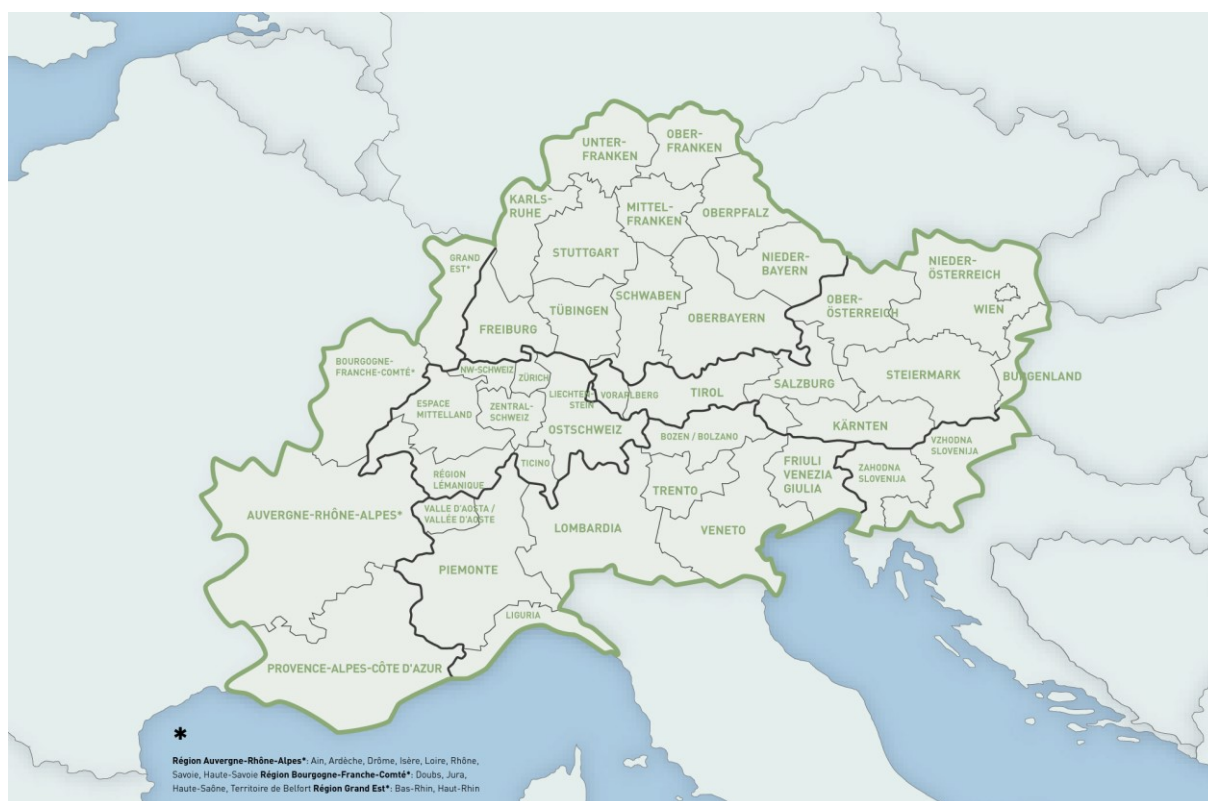 UNTER-
FRANKEN
OBER-
FRANKEN
KARLS-
RUHE
MITTEL-
FRANKEN
OBERPFALZ
STUTTGART
GRAND
EST*
NIEDER-
BAYERN
NIEDER-
ÖSTERREICH
SCHWABEN
OBER-
ÖSTERREICH
WIEN
TÜBINGEN
OBERBAYERN
FREIBURG
BOURGOGNE-
FRANCHE-COMTÉ*
NW-SCHWEIZ
ZÜRICH
STEIERMARK
BURGENLAND
SALZBURG
LIECHTEN-
STEIN
VORARLBERG
TIROL
ESPACE
MITTELLAND
ZENTRAL-
SCHWEIZ
OSTSCHWEIZ
KÄRNTEN
BOZEN / BOLZANO
VZHODNA
SLOVENIJA
TICINO
FRIULI
VENEZIA
GIULIA
ZAHODNA
SLOVENIJA
RÉGION
LÉMANIQUE
TRENTO
AUVERGNE-RHÔNE-ALPES*
VALLE D'AOSTA /
VALLÉE D'AOSTE
LOMBARDIA
VENETO
PIEMONTE
LIGURIA
PROVENCE-ALPES-CÔTE D'AZUR
*
Région Auvergne-Rhône-Alpes*: Ain, Ardèche, Drôme, Isère, Loire, Rhône,
Savoie, Haute-Savoie Région Bourgogne-Franche-Comté*: Doubs, Jura,
Haute-Saône, Territoire de Belfort Région Grand Est*: Bas-Rhin, Haut-Rhin